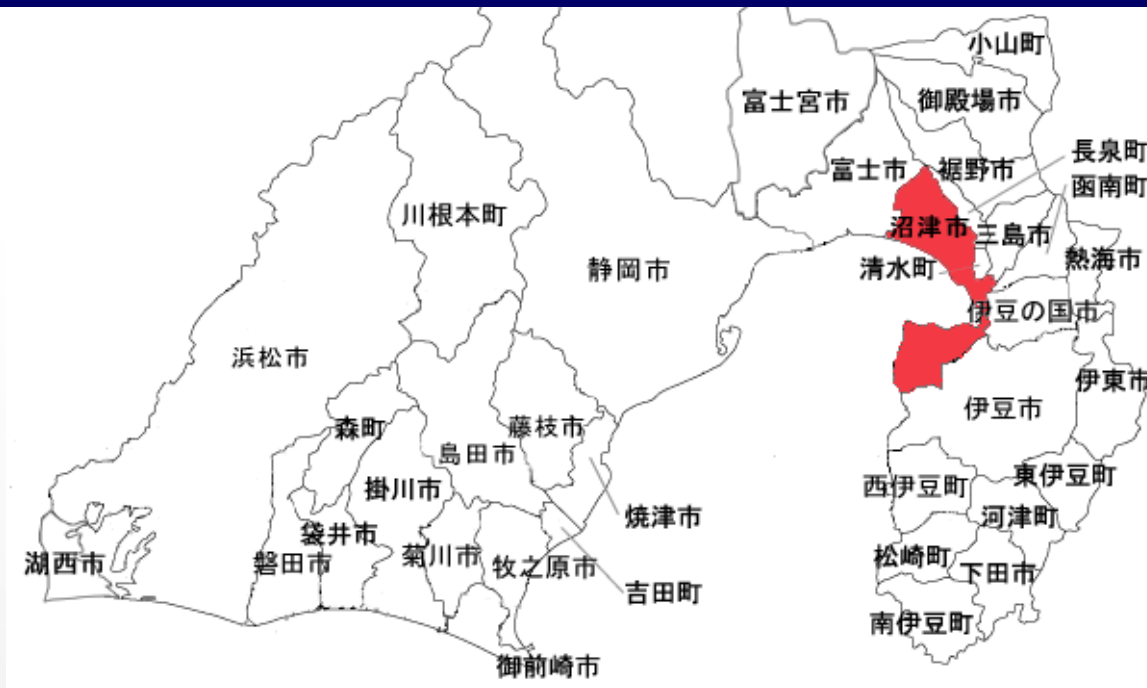 小山町
富士宮市
御殿場市
長泉町
富士市
裾野市
函南町
川根本町
沼津市
三島市
静岡市
清水町
熱海市
伊豆の国市
浜松市
伊東市
伊豆市
森町
藤枝市
島田市
掛川市
西伊豆町
東伊豆町
焼津市
河津町
袋井市
湖西市
磐田市
菊川市
牧之原市
松崎町
下田市
吉田町
南伊豆町
御前崎市